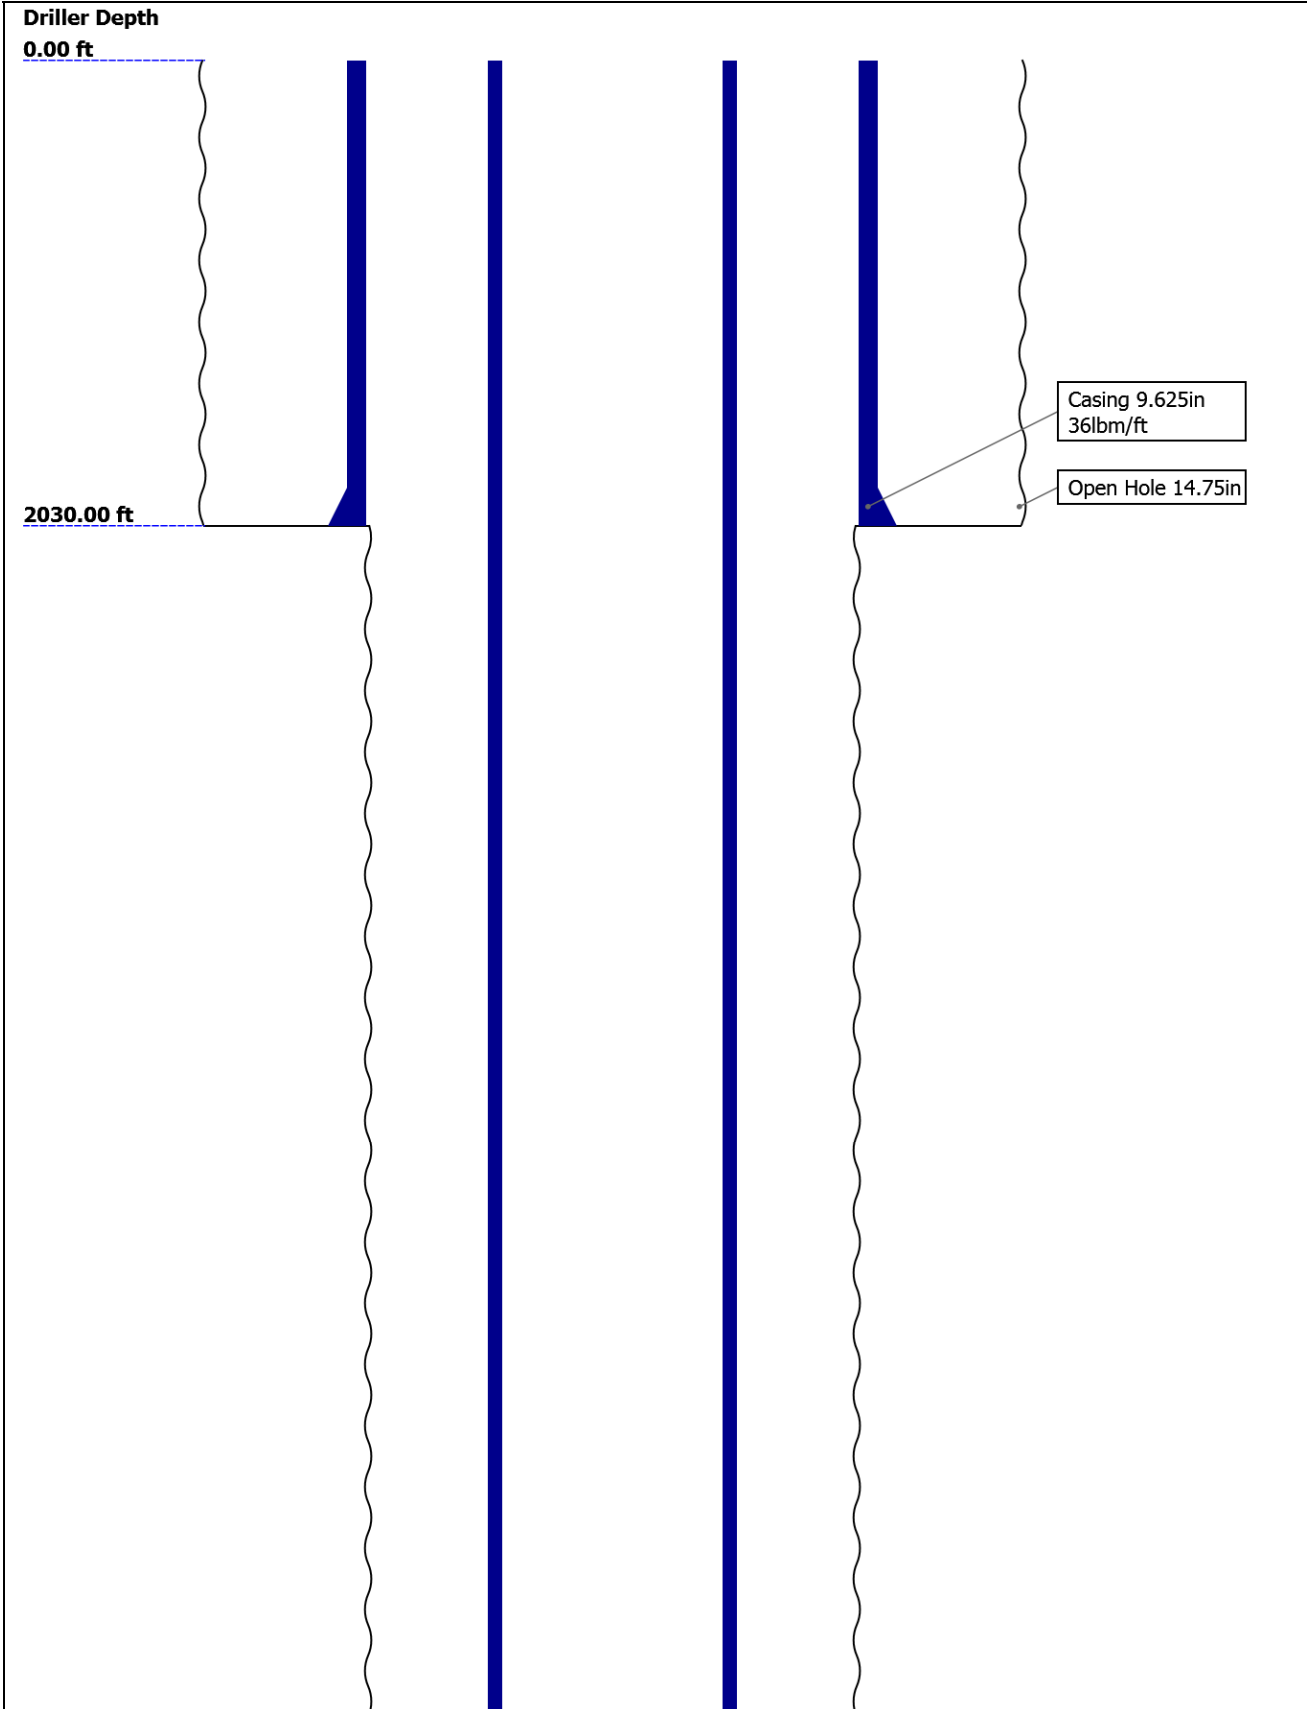 Driller Depth
0.00 ft
Casing 9.625in
36lbm/ft
Open Hole 14.75in
2030.00 ft